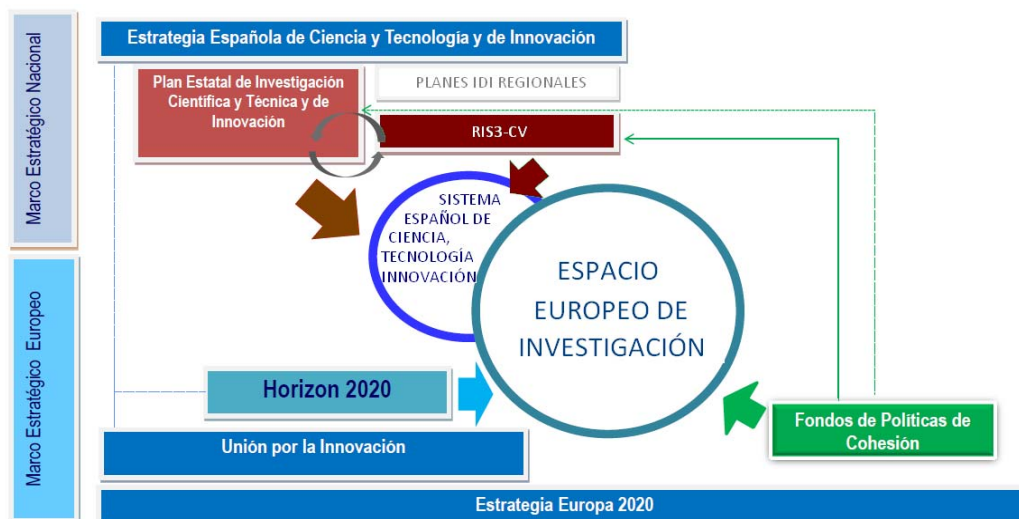 Marco Estratégico Nacional
Estrategia Española de Ciencia y Tecnología y de Innovación
Plan Estatal de Investigación
Científica y Técnica y de
Innovación
PLANES IDI REGIONALES
RIS3-CV
SISTEMA
ESPAÑOL DE
CIENCIA,
TECNOLOGÍA
INNOVACIÓN
ESPACIO
EUROPEO DE
INVESTIGACIÓN
Marco Estratégico Europeo
Horizon 2020
Unión por la Innovación
Fondos de Políticas de
Cohesión
Estrategia Europa 2020